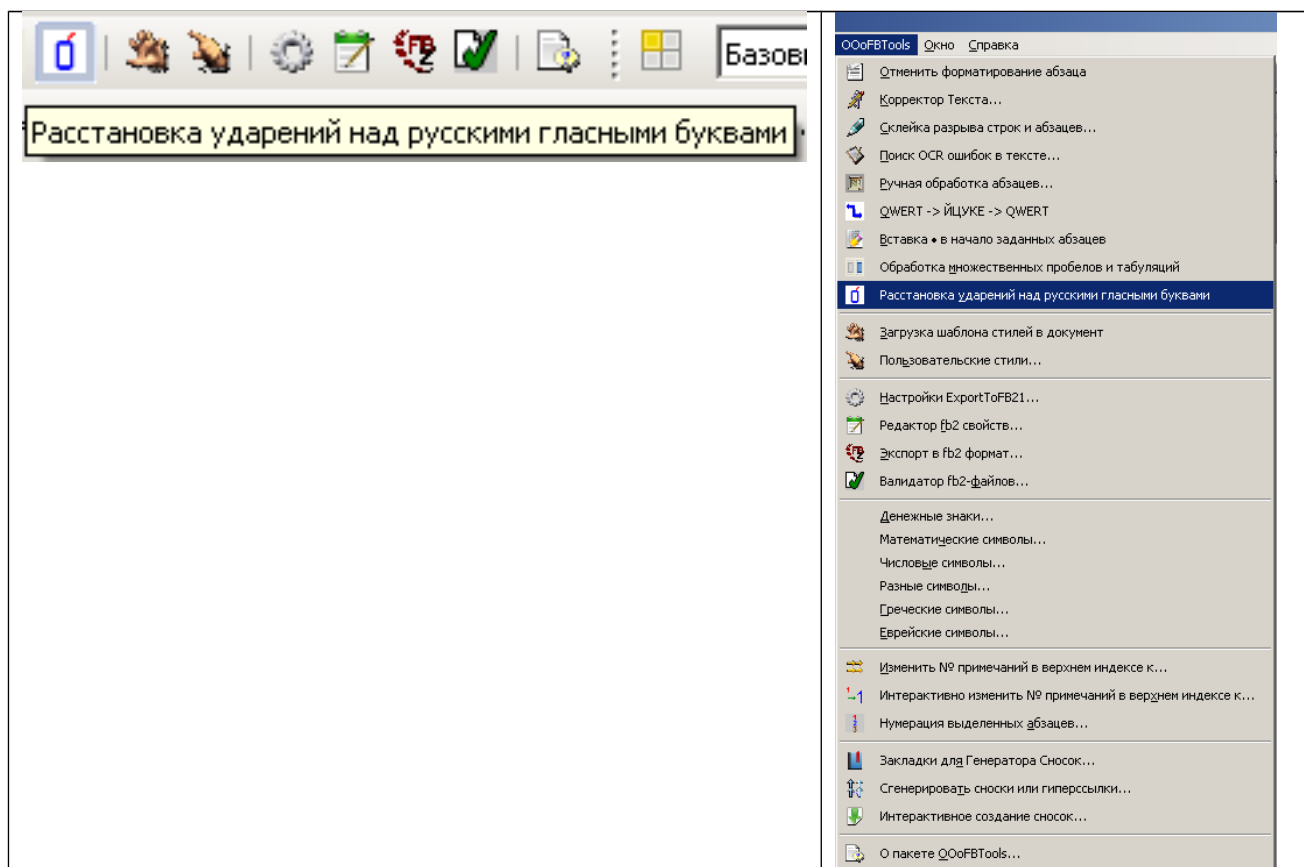 Базов
Расстановка ударений над русскими гласными буквами
OOoFBTools Окно Справка
Отменить форматирование абзаца
Корректор Текста...
Склейка разрыва строк и абзацев...
Поиск OCR ошибок в тексте...
Ручная обработка абзацев...
QWERT -> ЙЦУКЕ -> QWERT
Вставка • в начало заданных абзацев
Обработка множественных пробелов и табуляций
Расстановка ударений над русскими гласными буквами
Загрузка шаблона стилей в документ
Пользовательские стили...
Настройки ExportToFB21...
Редактор fb2 свойств...
Экспорт в fb2 формат...
Валидатор fb2-файлов...
Денежные знаки...
Математические символы...
Числовые символы...
Разные символы...
Греческие символы...
Еврейские символы...
Изменить № примечаний в верхнем индексе к...
Интерактивно изменить № примечаний в верхнем индексе к...
Нумерация выделенных абзацев...
Закладки для Генератора Сносок...
Сгенерировать сноски или гиперссылки...
Интерактивное создание сносок...
О пакете OOoFBTools...